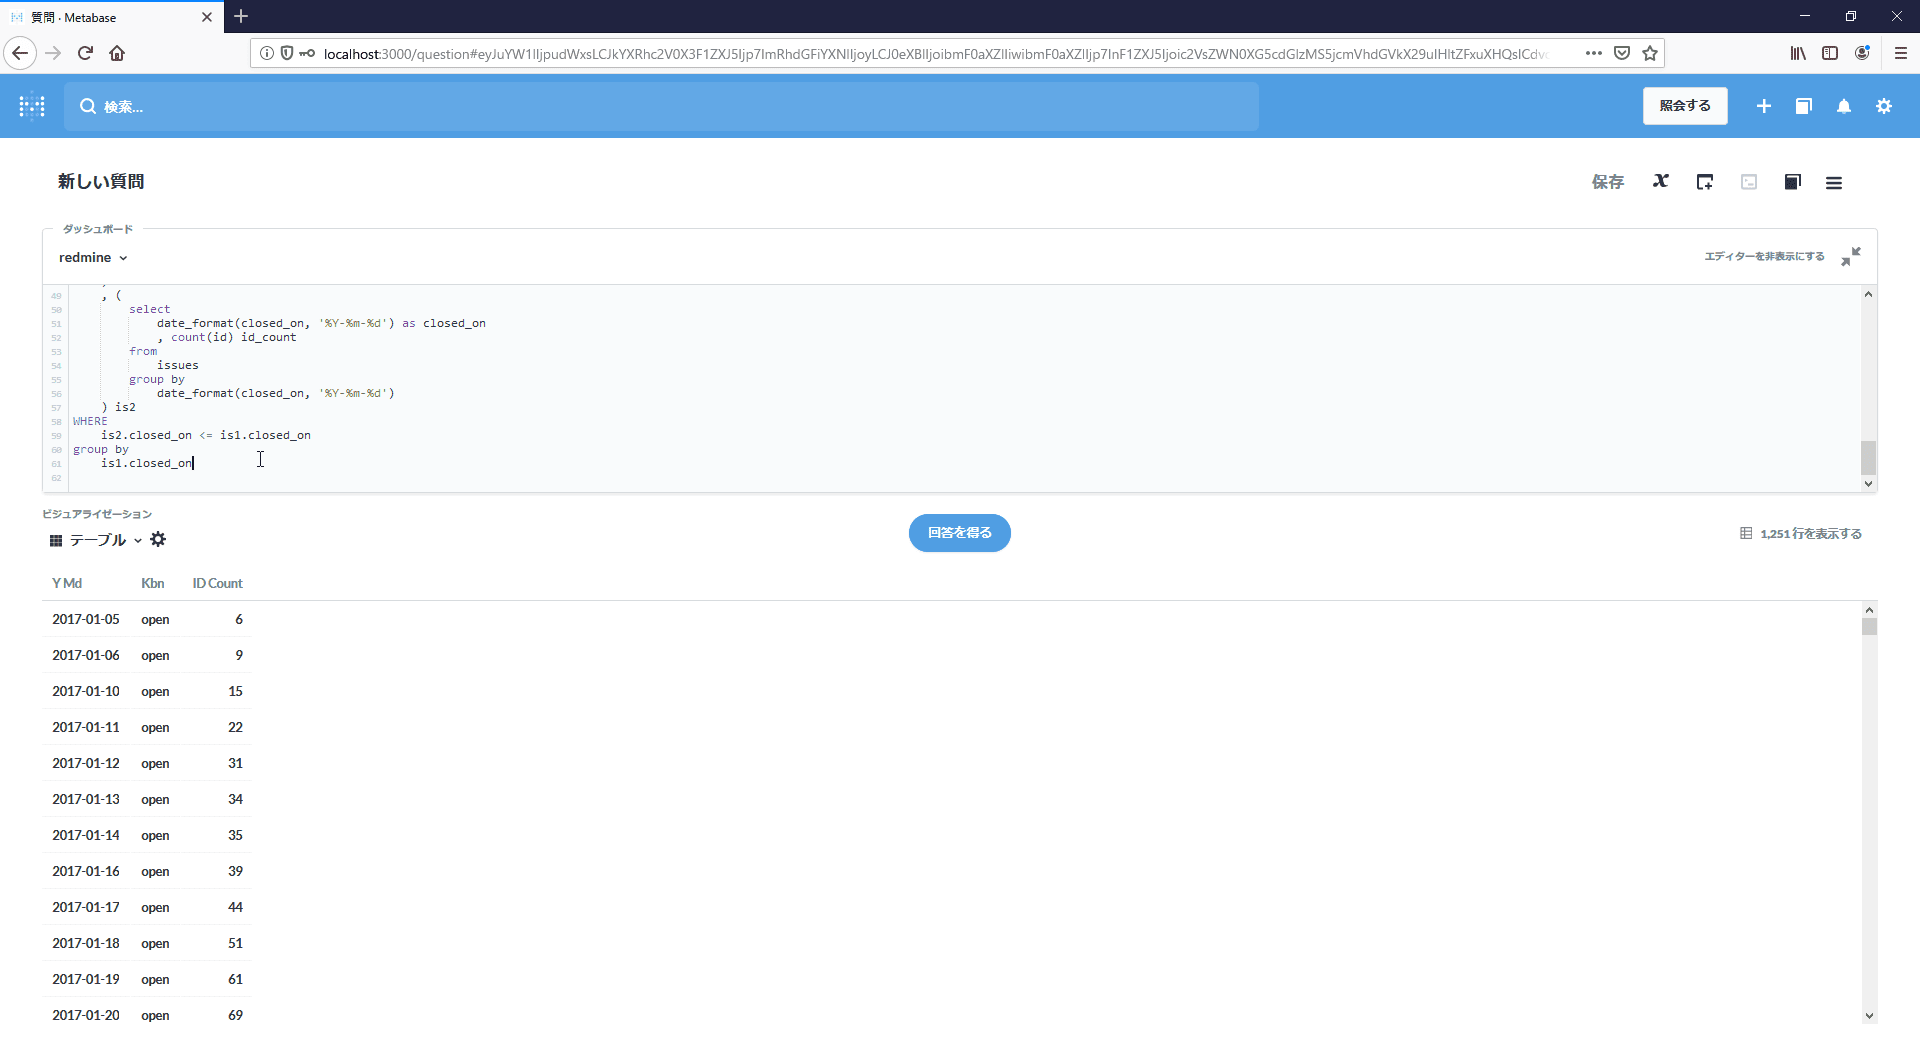 質問 · Metabase
localhost:3000/question#eyJuYW1lIjpudWxsLCJkYXRhc2V0X3F1ZXJ5Ijp7ImRhdGFiYXNlIjoyLCJ0eXBlIjoibmF0aXZlIiwibmF0aXZlIjp7InF1ZXJ5Ijoic2VsZWN0XG5cdGlzMS5jcmVhdGVkX29uIHltZFxuXHQsICdv
検索...
照会する
新しい質問
保存
ダッシュボード
redmine
エディターを非表示にする
49 , (
50 select
51 date_format(closed_on, '%Y-%m-%d') as closed_on
52 , count(id) id_count
53 from
54 issues
55 group by
56 date_format(closed_on, '%Y-%m-%d')
57 ) is2
58 WHERE
59 is2.closed_on <= is1.closed_on
60 group by
61 is1.closed_on
62
ビジュアライゼーション
テーブル
回答を得る
1,251 行を表示する
Y Md Kbn ID Count
2017-01-05 open 6
2017-01-06 open 9
2017-01-10 open 15
2017-01-11 open 22
2017-01-12 open 31
2017-01-13 open 34
2017-01-14 open 35
2017-01-16 open 39
2017-01-17 open 44
2017-01-18 open 51
2017-01-19 open 61
2017-01-20 open 69